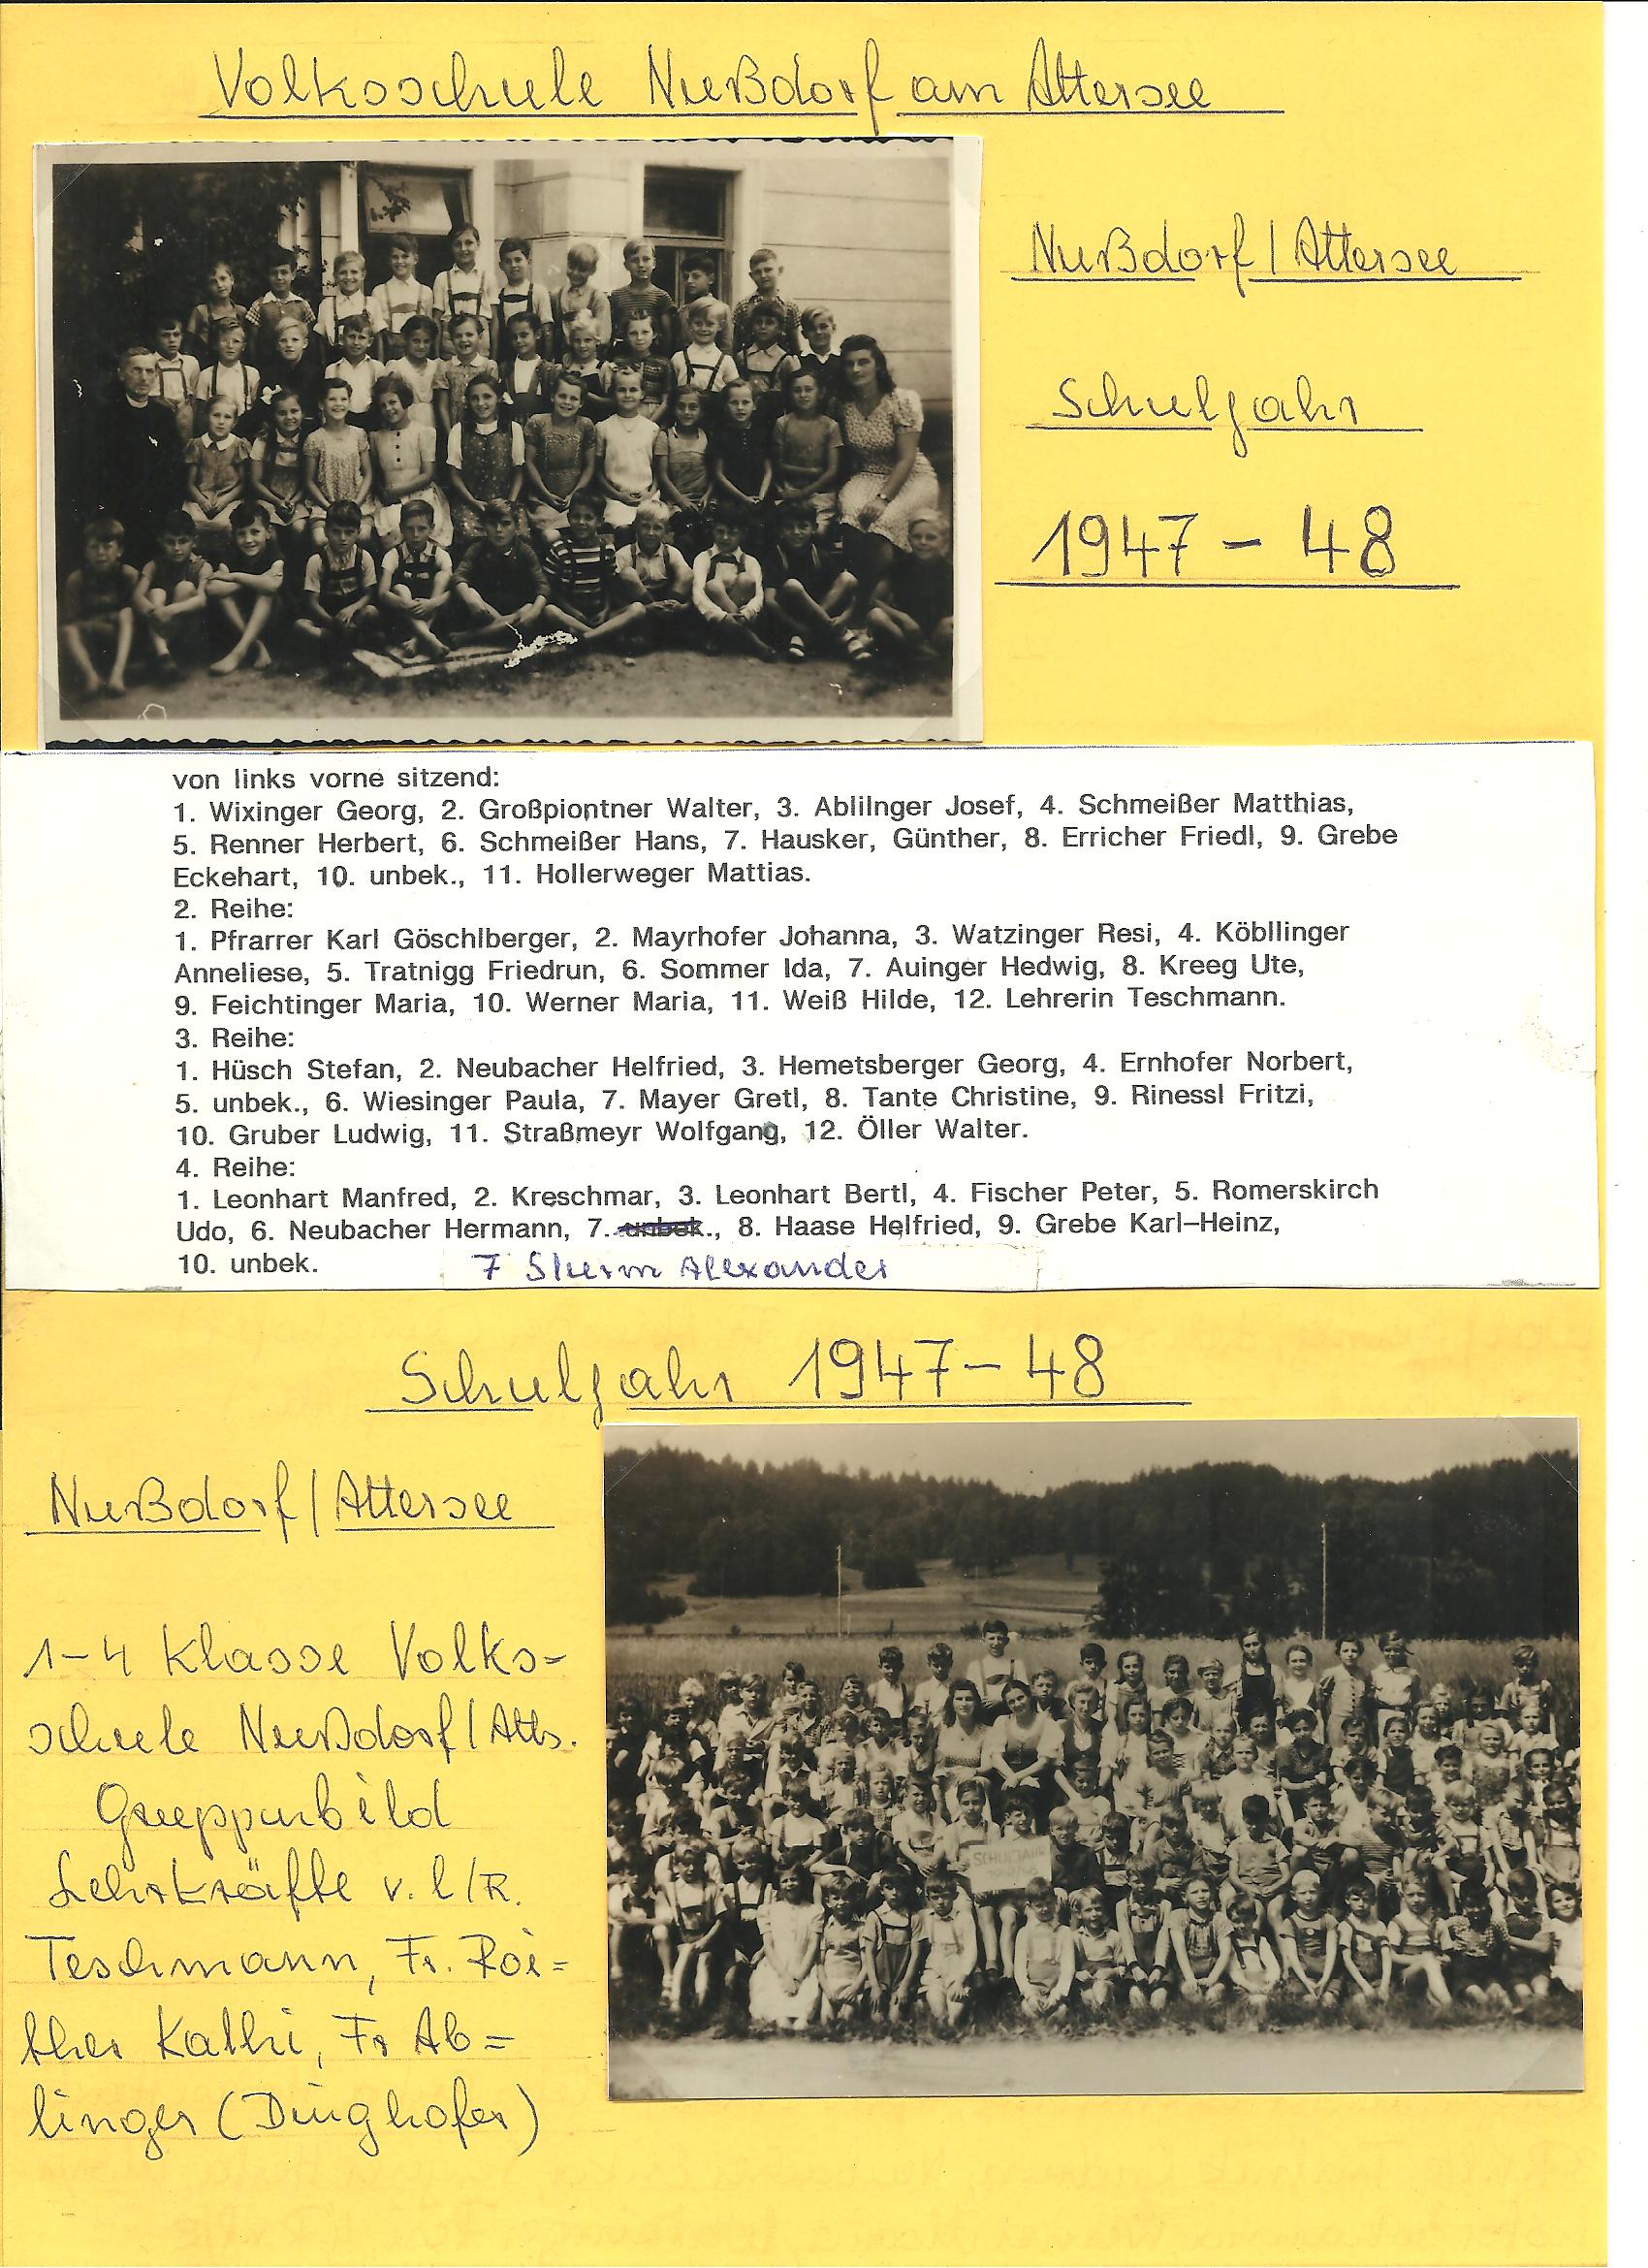 Volksschule Nußdorf am Attersee
Nußdorf/Attersee
Schuljahr
1947-48
von links vorne sitzend:
1. Wixinger Georg, 2. Großpiontner Walter, 3. Ablilnger Josef, 4. Schmeißer Matthias,
5. Renner Herbert, 6. Schmeißer Hans, 7. Hausker, Günther, 8. Erricher Friedl, 9. Grebe
Eckehart, 10. unbek., 11. Hollerweger Mattias.
2. Reihe:
1. Pfrarrer Karl Göschlberger, 2. Mayrhofer Johanna, 3. Watzinger Resi, 4. Köbllinger
Anneliese, 5. Tratnigg Friedrun, 6. Sommer Ida, 7. Auinger Hedwig, 8. Kreeg Ute,
9. Feichtinger Maria, 10. Werner Maria, 11. Weiß Hilde, 12. Lehrerin Teschmann.
3. Reihe:
1. Hüsch Stefan, 2. Neubacher Helfried, 3. Hemetsberger Georg, 4. Ernhofer Norbert,
5. unbek., 6. Wiesinger Paula, 7. Mayer Gretl, 8. Tante Christine, 9. Rinessl Fritzi,
10. Gruber Ludwig, 11. Straßmeyr Wolfgang, 12. Öller Walter.
4. Reihe:
1. Leonhart Manfred, 2. Kreschmar, 3. Leonhart Bertl, 4. Fischer Peter, 5. Romerskirch
Udo, 6. Neubacher Hermann, 7. unbek., 8. Haase Helfried, 9. Grebe Karl-Heinz,
10. unbek. 7 Sturm Alexander
Schuljahr 1947-48
Nußdorf/Attersee
1-4 Klasse Volks=
schule Nußdorf/Atts.
Gruppenbild
Lehrkräfte v. l/R.
Teschmann, Fr. Roi=
ther Kathi, Fr Ab=
linger (Dinghofer)
SCHULJAHR